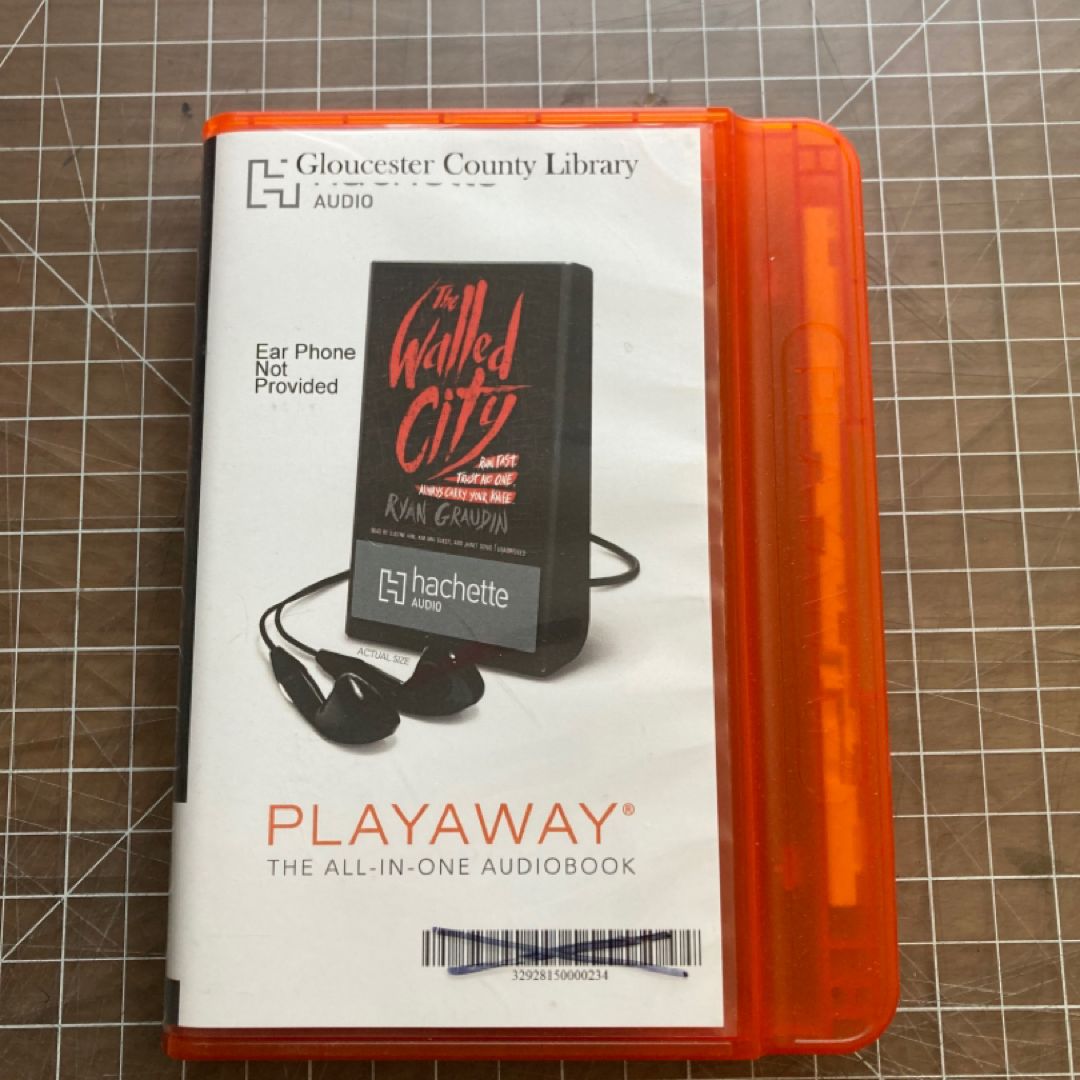 Gloucester County Library
AUDIO
Ear Phone
Not
Provided
The
Walled
City
RUN FAST.
TRUST NO ONE.
ALWAYS CARRY YOUR KNIFE
RYAN GRAUDIN
hachette
AUDIO
ACTUAL SIZE
PLAYAWAY®
THE ALL-IN-ONE AUDIOBOOK
32928150000234